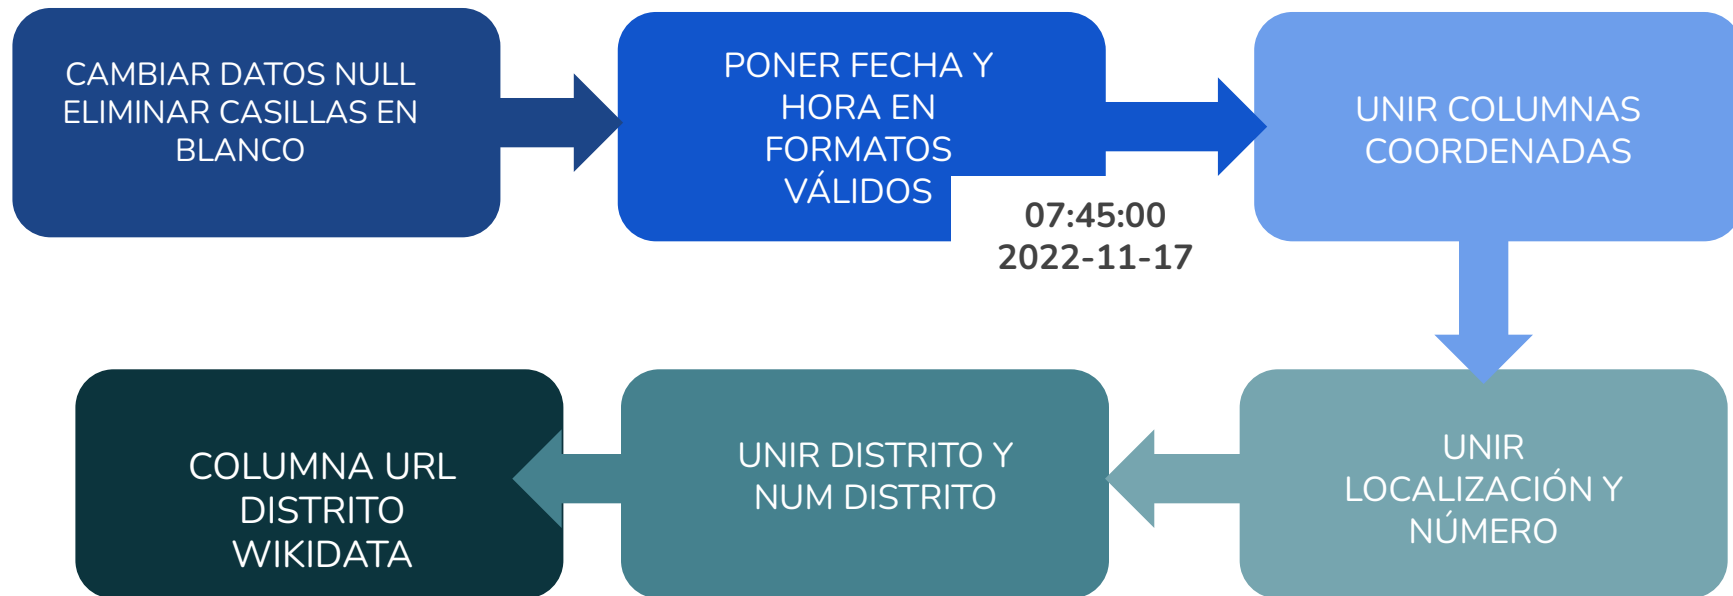 CAMBIAR DATOS NULL
ELIMINAR CASILLAS EN
BLANCO
PONER FECHA Y
HORA EN
FORMATOS
VÁLIDOS
07:45:00
2022-11-17
UNIR COLUMNAS
COORDENADAS
UNIR
LOCALIZACIÓN Y
NÚMERO
UNIR DISTRITO Y
NUM DISTRITO
COLUMNA URL
DISTRITO
WIKIDATA